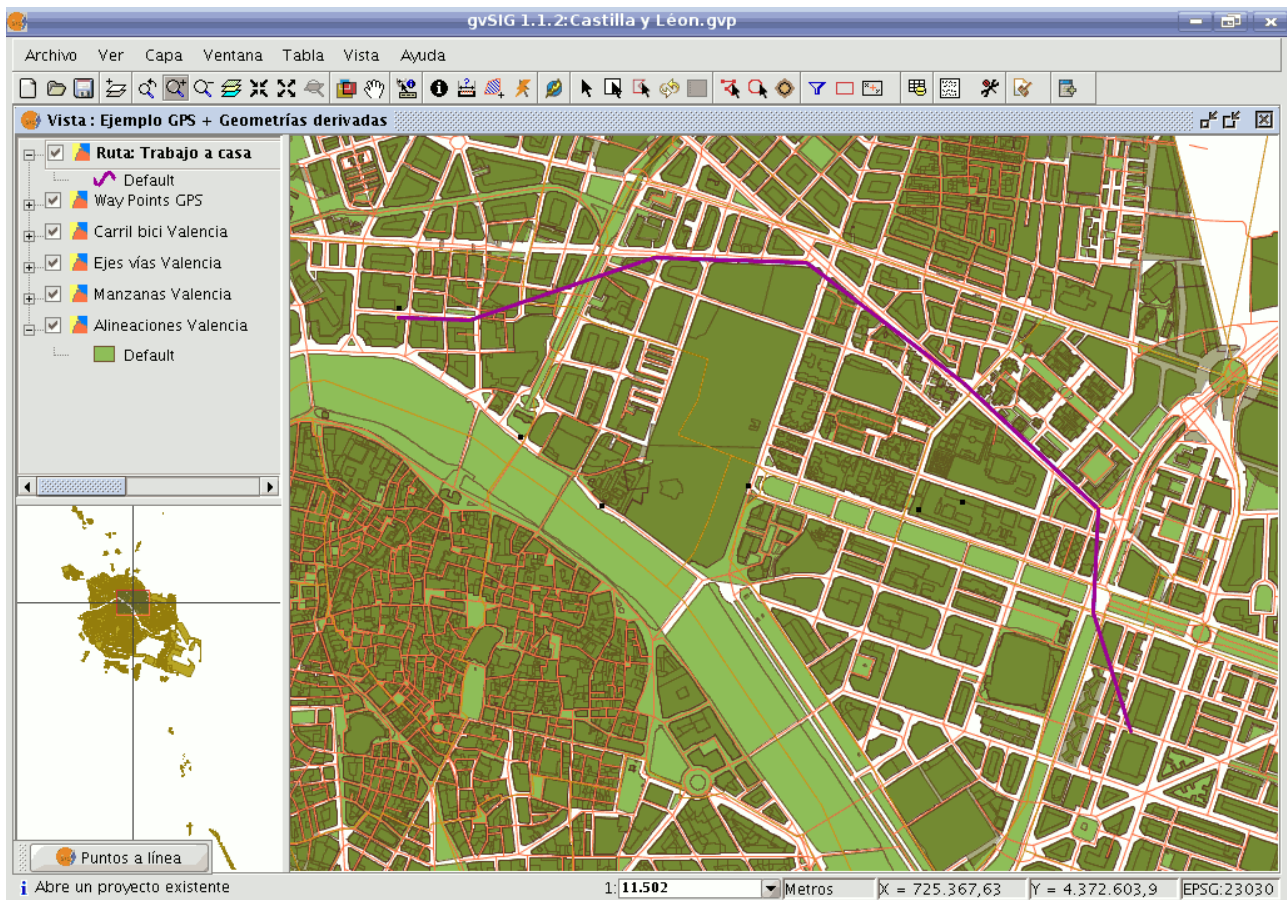 gvSIG 1.1.2:Castilla y Léon.gvp
Archivo Ver Capa Ventana Tabla Vista Ayuda
Vista : Ejemplo GPS + Geometrías derivadas
Ruta: Trabajo a casa
Default
Way Points GPS
Carril bici Valencia
Ejes vías Valencia
Manzanas Valencia
Alineaciones Valencia
Default
Puntos a línea
Abre un proyecto existente 1: 11.502 Metros X = 725.367,63 Y = 4.372.603,9 EPSG:23030